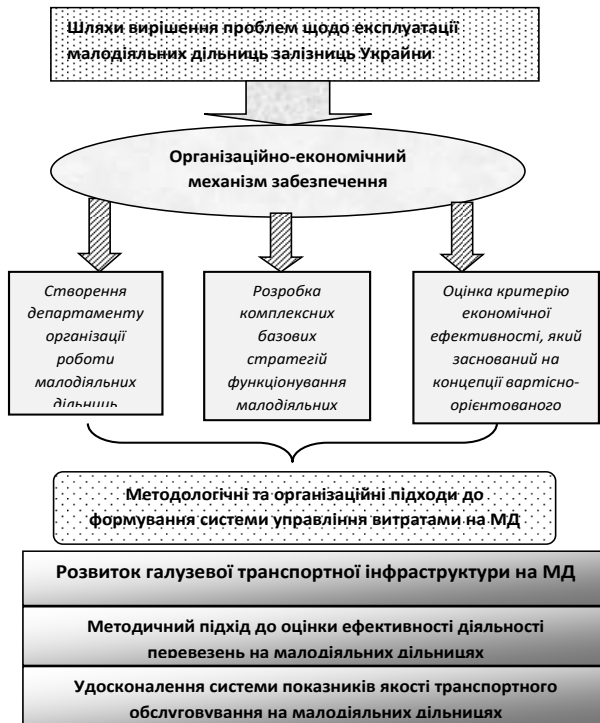 Шляхи вирішення проблем щодо експлуатації
малодіяльних дільниць залізниць України
Організаційно-економічний
механізм забезпечення
Створення
департаменту
організації
роботи
малодіяльних
дільниць
Розробка
комплексних
базових
стратегій
функціонування
малодіяльних
Оцінка критерію
економічної
ефективності, який
заснований на
концепції вартісно-
орієнтованого
Методологічні та організаційні підходи до
формування системи управління витратами на МД
Розвиток галузевої транспортної інфраструктури на МД
Методичний підхід до оцінки ефективності діяльності
перевезень на малодіяльних дільницях
Удосконалення системи показників якості транспортного
обслуговування на малодіяльних дільницях